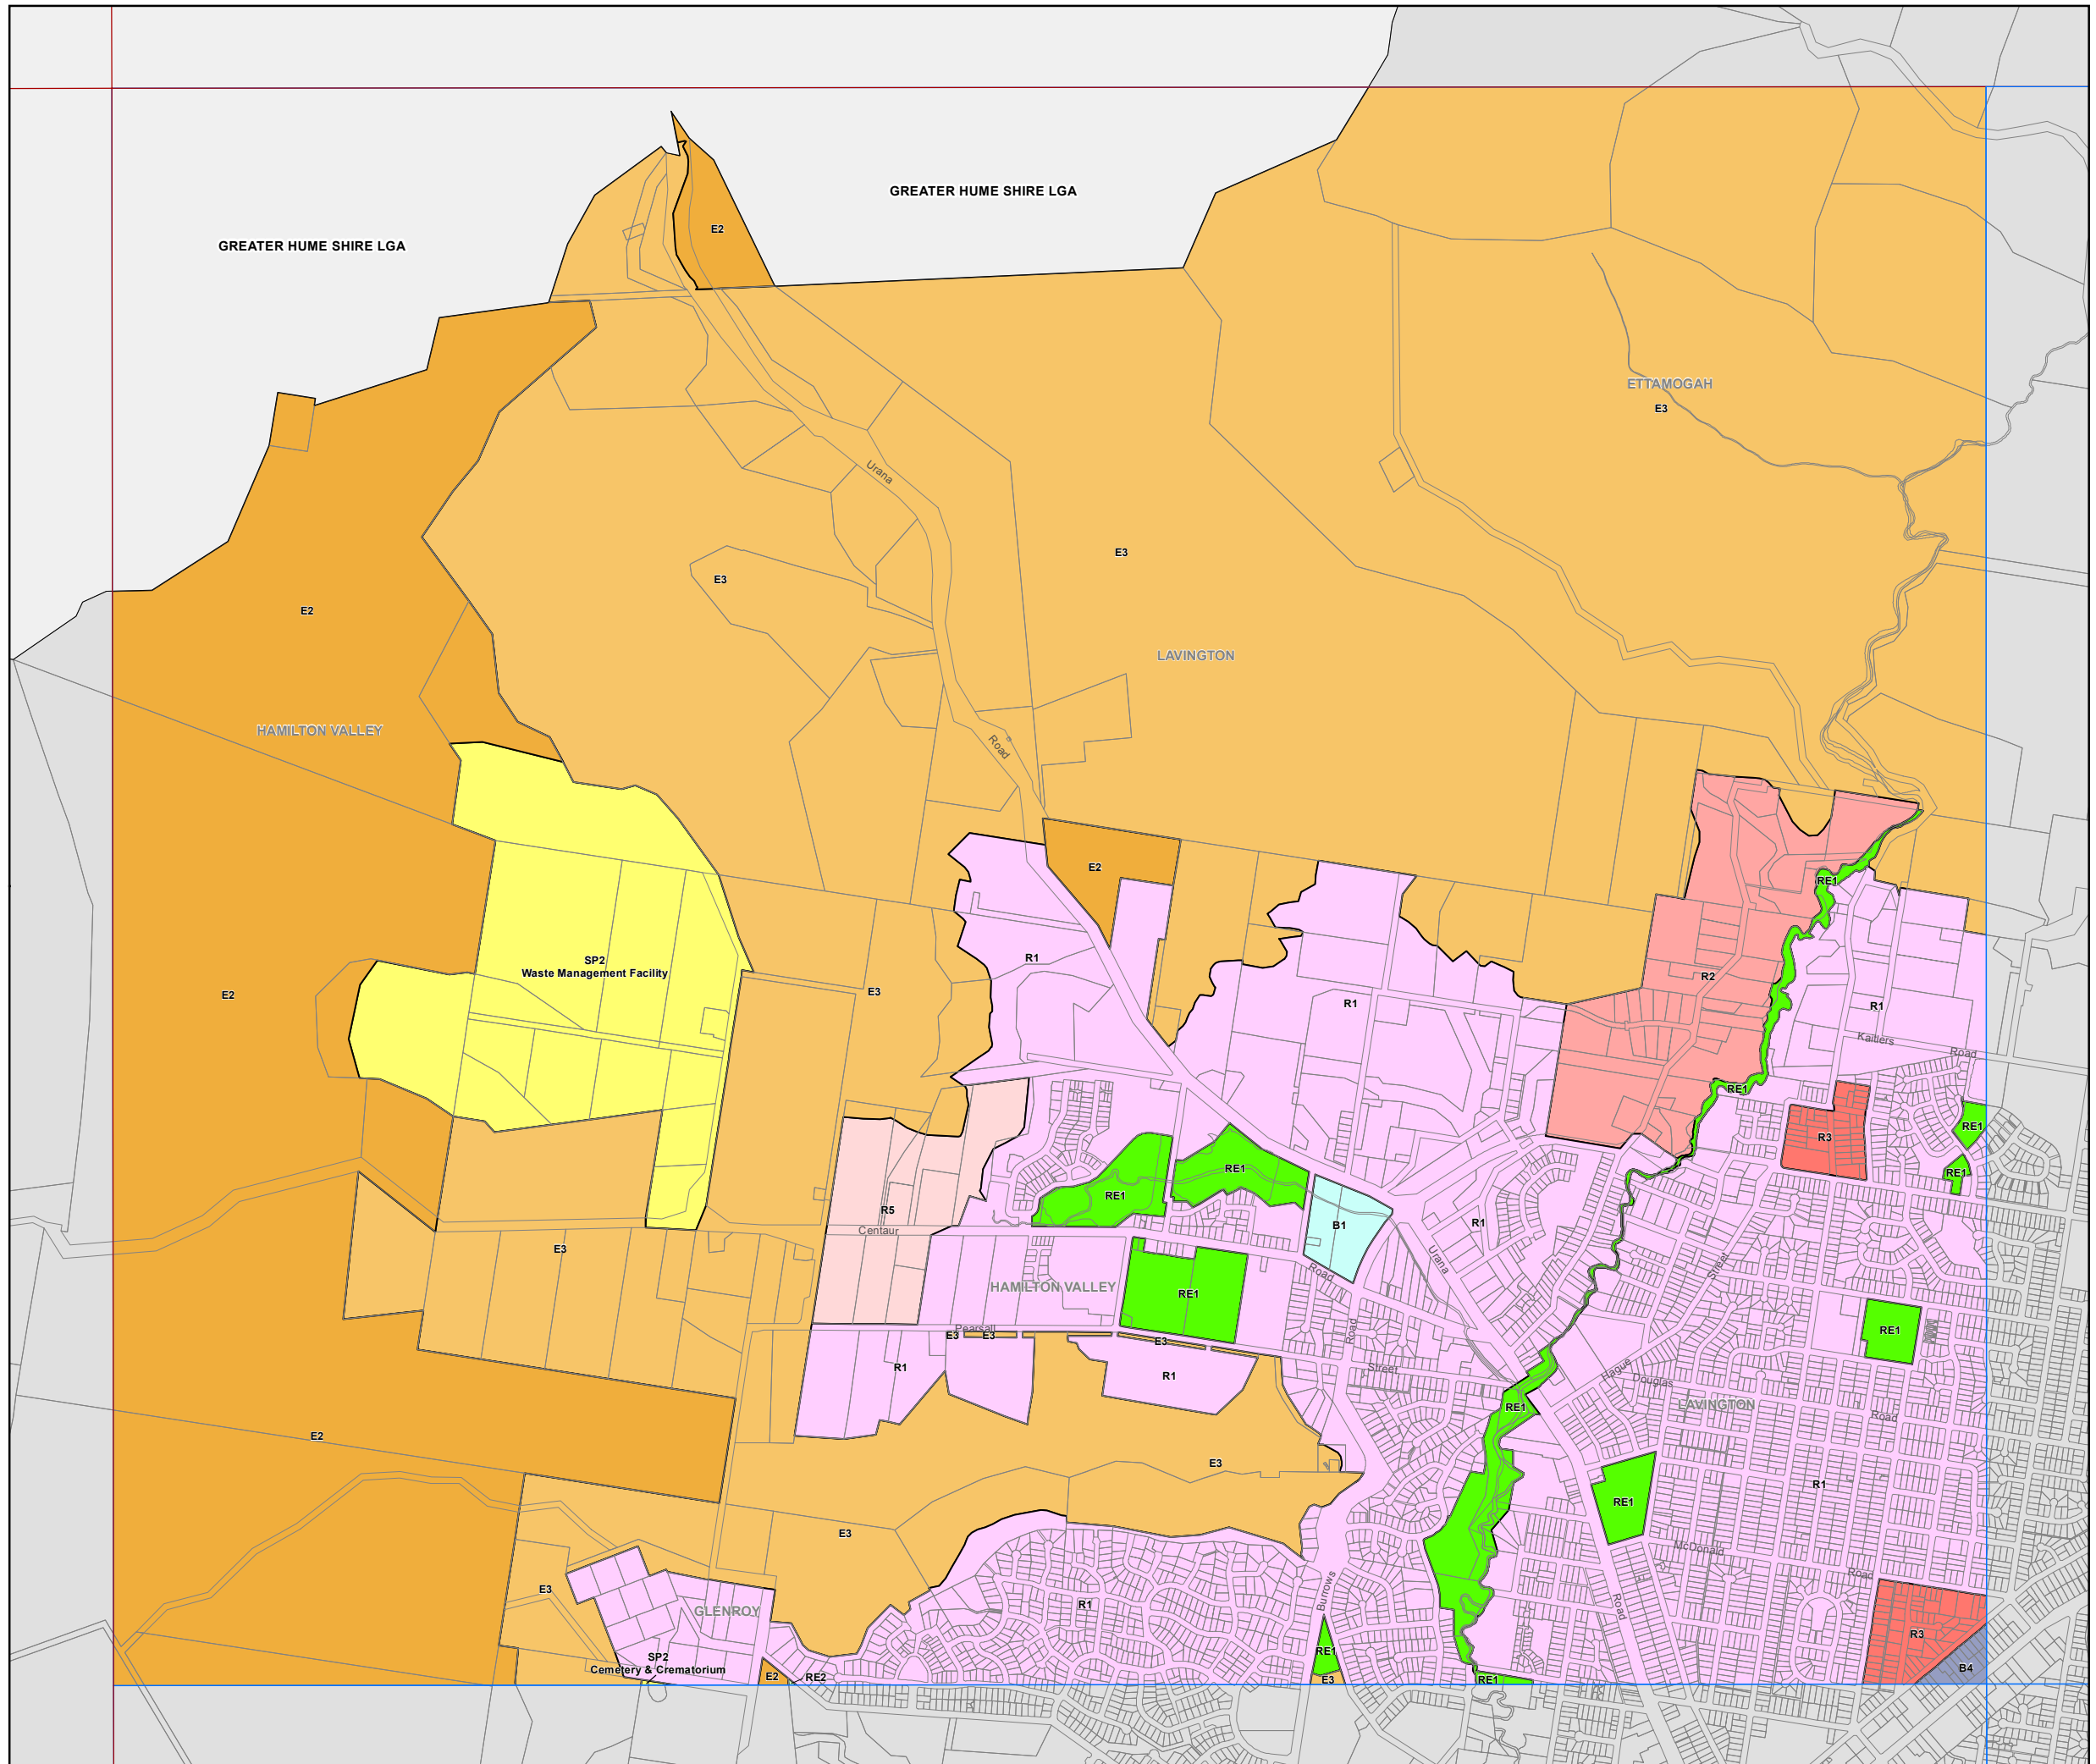 GREATER HUME SHIRE LGA
GREATER HUME SHIRE LGA
E2
ETTAMOGAH
E3
Urana
E3
E3
E2
LAVINGTON
HAMILTON VALLEY
Road
E2
RE1
R1
SP2
Waste Management Facility
R2
E2
E3
R1
R1
Kaitlers
Road
RE1
RE1
R3
RE1
RE1
RE1
R5
Centaur
B1
R1
E3
Urana
Street
Road
HAMILTON VALLEY
RE1
Pearsall
E3
E3
E3
Road
RE1
R1
R1
Street
Hague
Douglas
RE1
LAVINGTON
Road
E2
E3
R1
RE1
E3
McDonald
Road
E3
Burrows
R1
Road
GLENROY
R3
RE1
SP2
Cemetery & Crematorium
E2
RE2
E3
RE1
B4